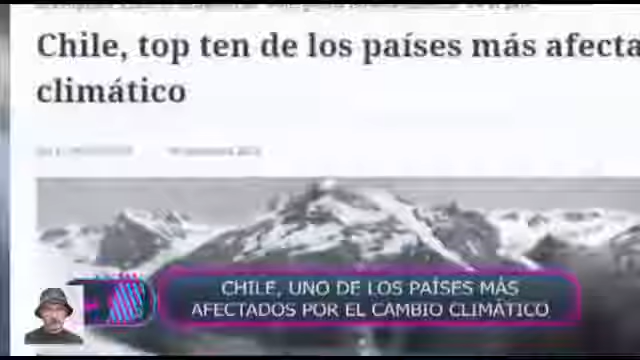 Chile, top ten de los países más afecta
climático
CHILE, UNO DE LOS PAÍSES MÁS
AFECTADOS POR EL CAMBIO CLIMÁTICO